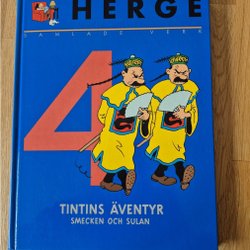 HERGÉ
SAMLADE VERK
4
TINTINS ÄVENTYR
SMECKEN OCH SULAN